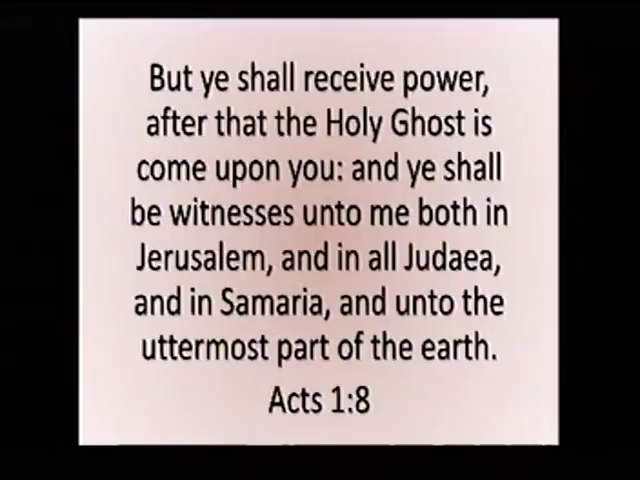 But ye shall receive power,
after that the Holy Ghost is
come upon you: and ye shall
be witnesses unto me both in
Jerusalem, and in all Judaea,
and in Samaria, and unto the
uttermost part of the earth.
Acts 1:8